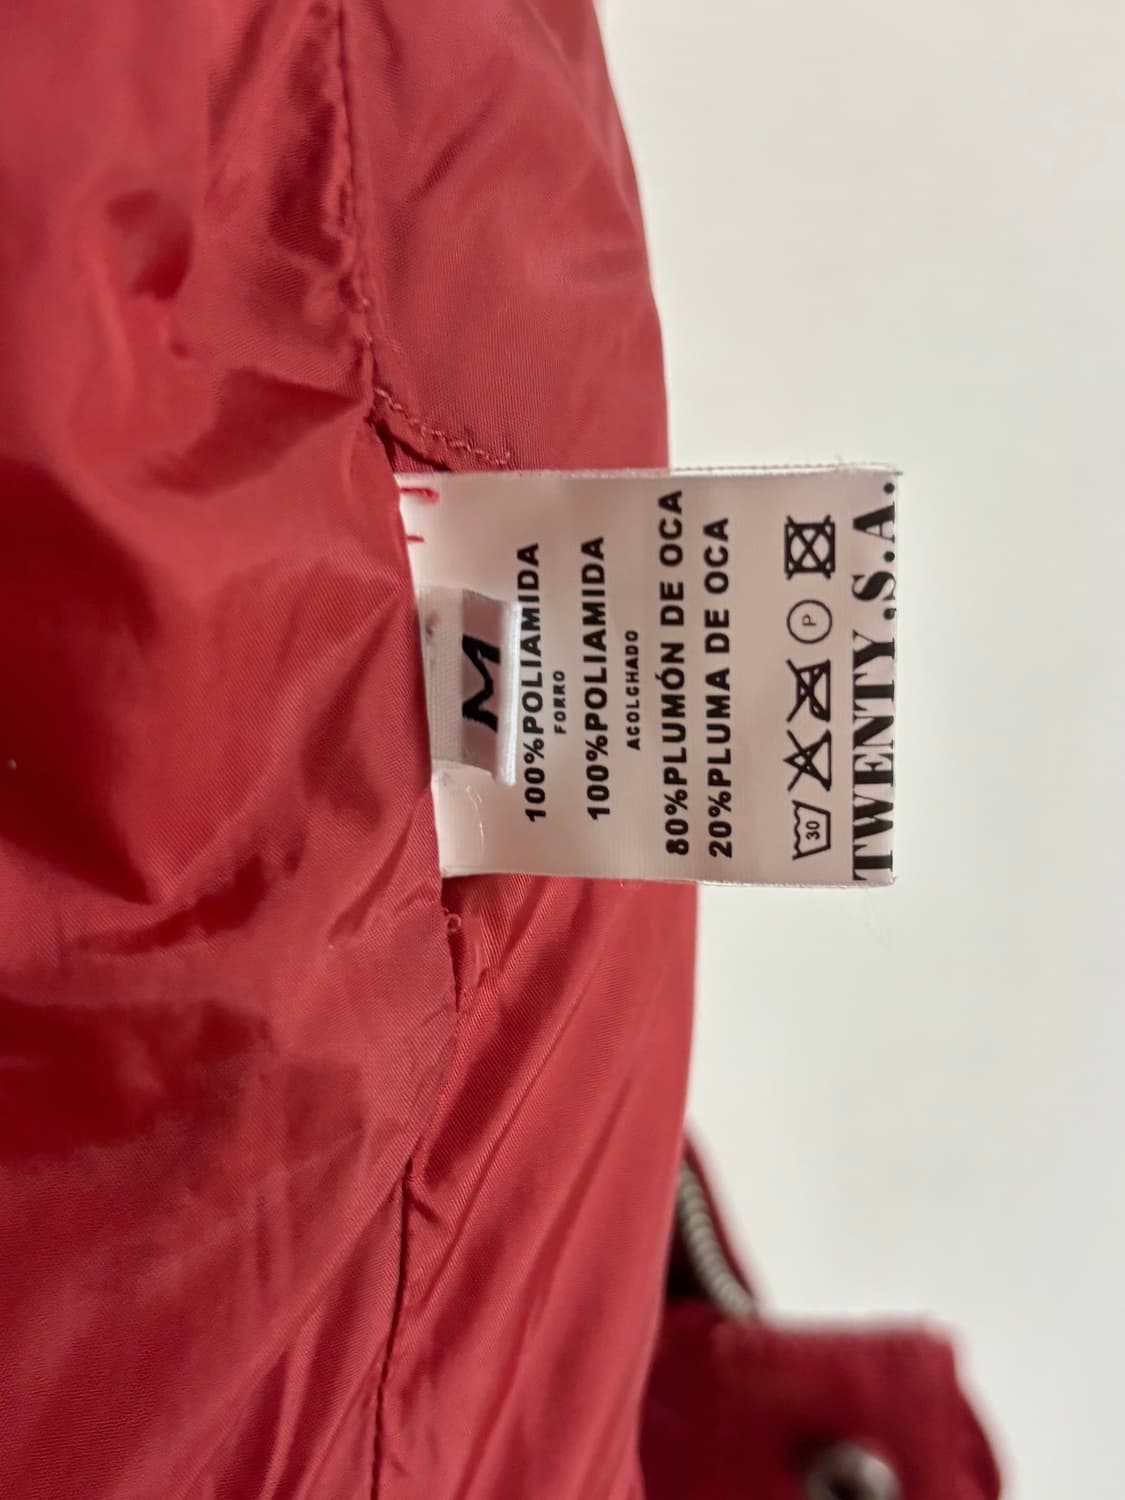 M
100%POLIAMIDA
FORRO
100%POLIAMIDA
ACOLCHADO
80%PLUMÓN DE OCA
20%PLUMA DE OCA
30 P
TWENTY.S.A.